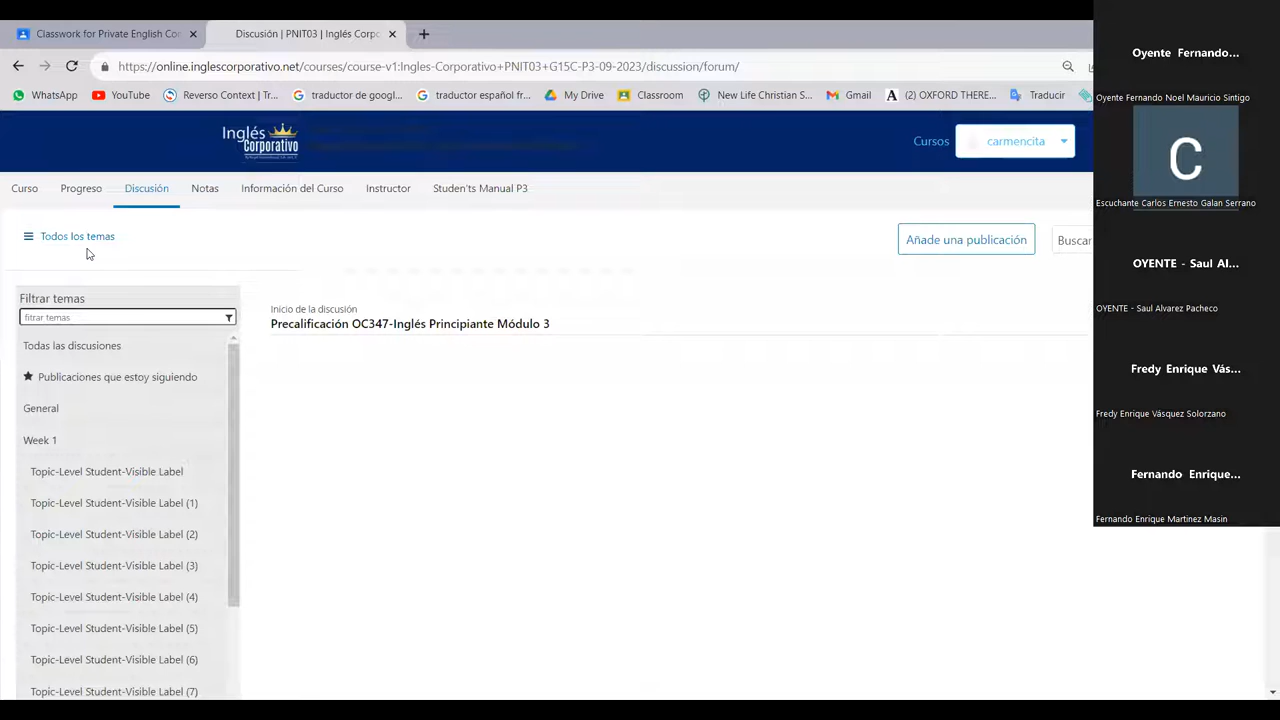 Classwork for Private English Co
Discusión | PNIT03 | Inglés Corpo
https://online.inglescorporativo.net/courses/course-v1:Ingles-Corporativo+PNIT03+G15C-P3-09-2023/discussion/forum/
WhatsApp YouTube Reverso Context | Tr... traductor de googl... traductor español fr... My Drive Classroom New Life Christian S... Gmail (2) OXFORD THERE... Traducir
Inglés
Corporativo
Cursos carmencita
Curso Progreso Discusión Notas Información del Curso Instructor Studen'ts Manual P3
Todos los temas
Añade una publicación
Buscar
Filtrar temas
fitrar temas
Todas las discusiones
Publicaciones que estoy siguiendo
General
Week 1
Topic-Level Student-Visible Label
Topic-Level Student-Visible Label (1)
Topic-Level Student-Visible Label (2)
Topic-Level Student-Visible Label (3)
Topic-Level Student-Visible Label (4)
Topic-Level Student-Visible Label (5)
Topic-Level Student-Visible Label (6)
Topic-Level Student-Visible Label (7)
Inicio de la discusión
Precalificación OC347-Inglés Principiante Módulo 3
Oyente Fernando...
Oyente Fernando Noel Mauricio Sintigo
C
Escuchante Carlos Ernesto Galan Serrano
OYENTE - Saul Al...
OYENTE - Saul Alvarez Pacheco
Fredy Enrique Vás...
Fredy Enrique Vásquez Solorzano
Fernando Enrique...
Fernando Enrique Martinez Masin